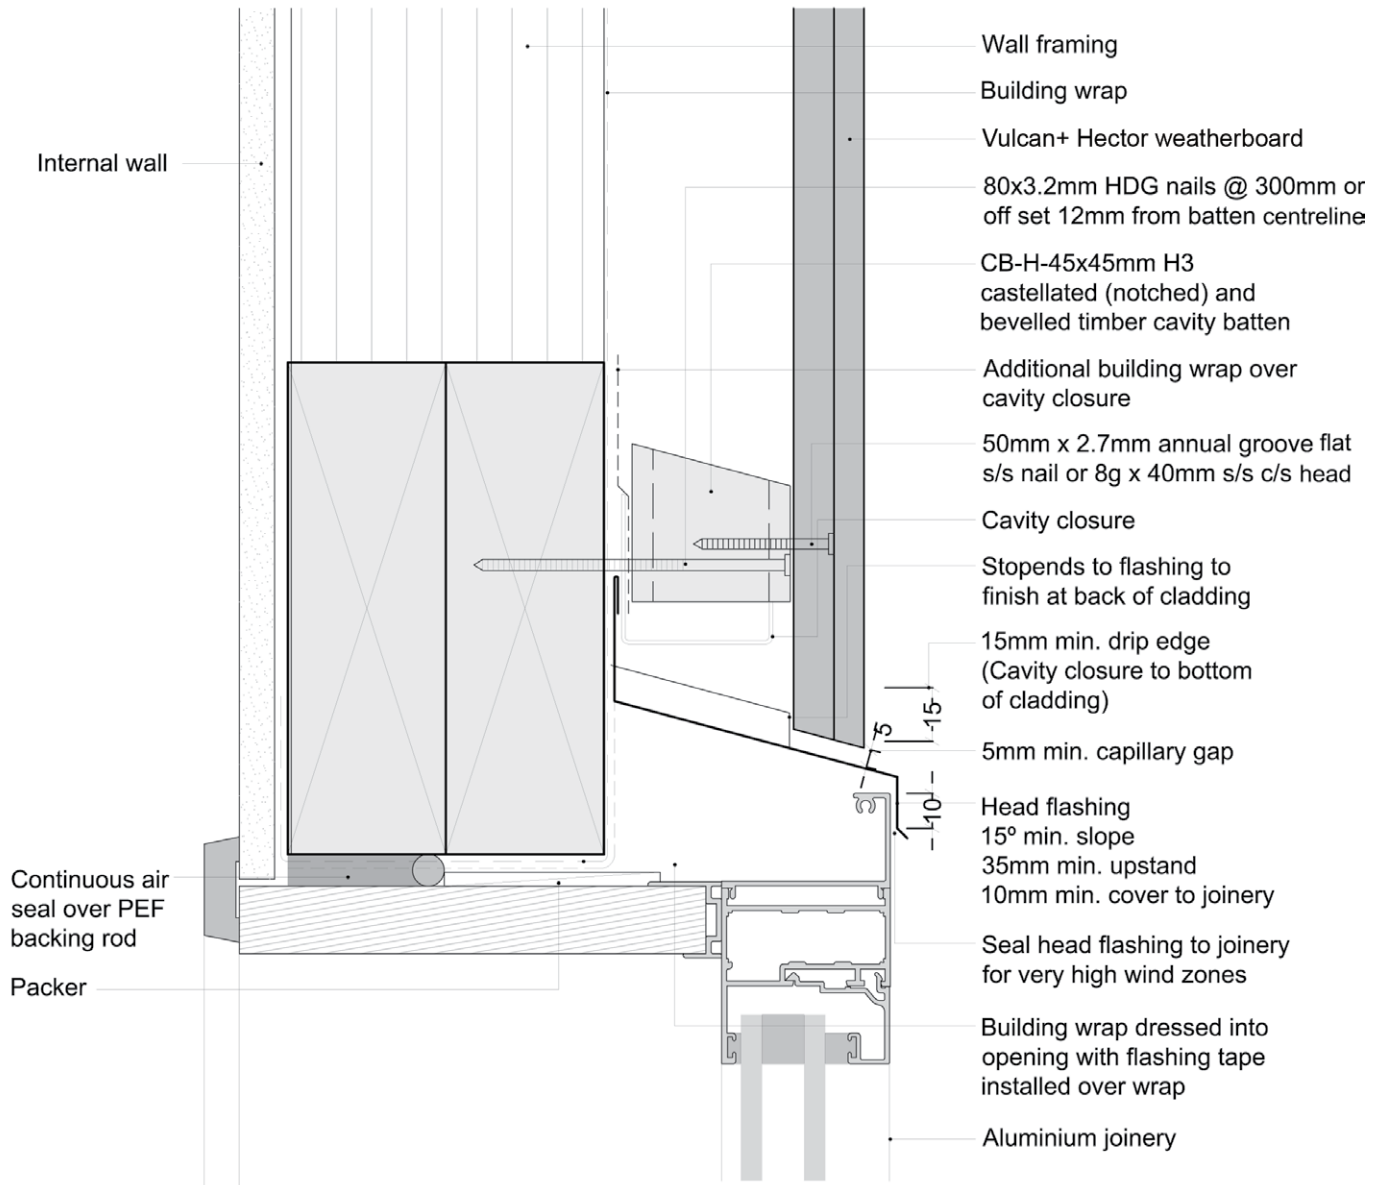 Wall framing
Building wrap
Vulcan+ Hector weatherboard
Internal wall
80x3.2mm HDG nails @ 300mm or
off set 12mm from batten centreline
CB-H-45x45mm H3
castellated (notched) and
bevelled timber cavity batten
Additional building wrap over
cavity closure
50mm x 2.7mm annual groove flat
s/s nail or 8g x 40mm s/s c/s head
Cavity closure
Stopends to flashing to
finish at back of cladding
15mm min. drip edge
(Cavity closure to bottom
of cladding)
15
5
5mm min. capillary gap
10
Head flashing
15º min. slope
35mm min. upstand
10mm min. cover to joinery
Continuous air
seal over PEF
backing rod
Seal head flashing to joinery
for very high wind zones
Packer
Building wrap dressed into
opening with flashing tape
installed over wrap
Aluminium joinery